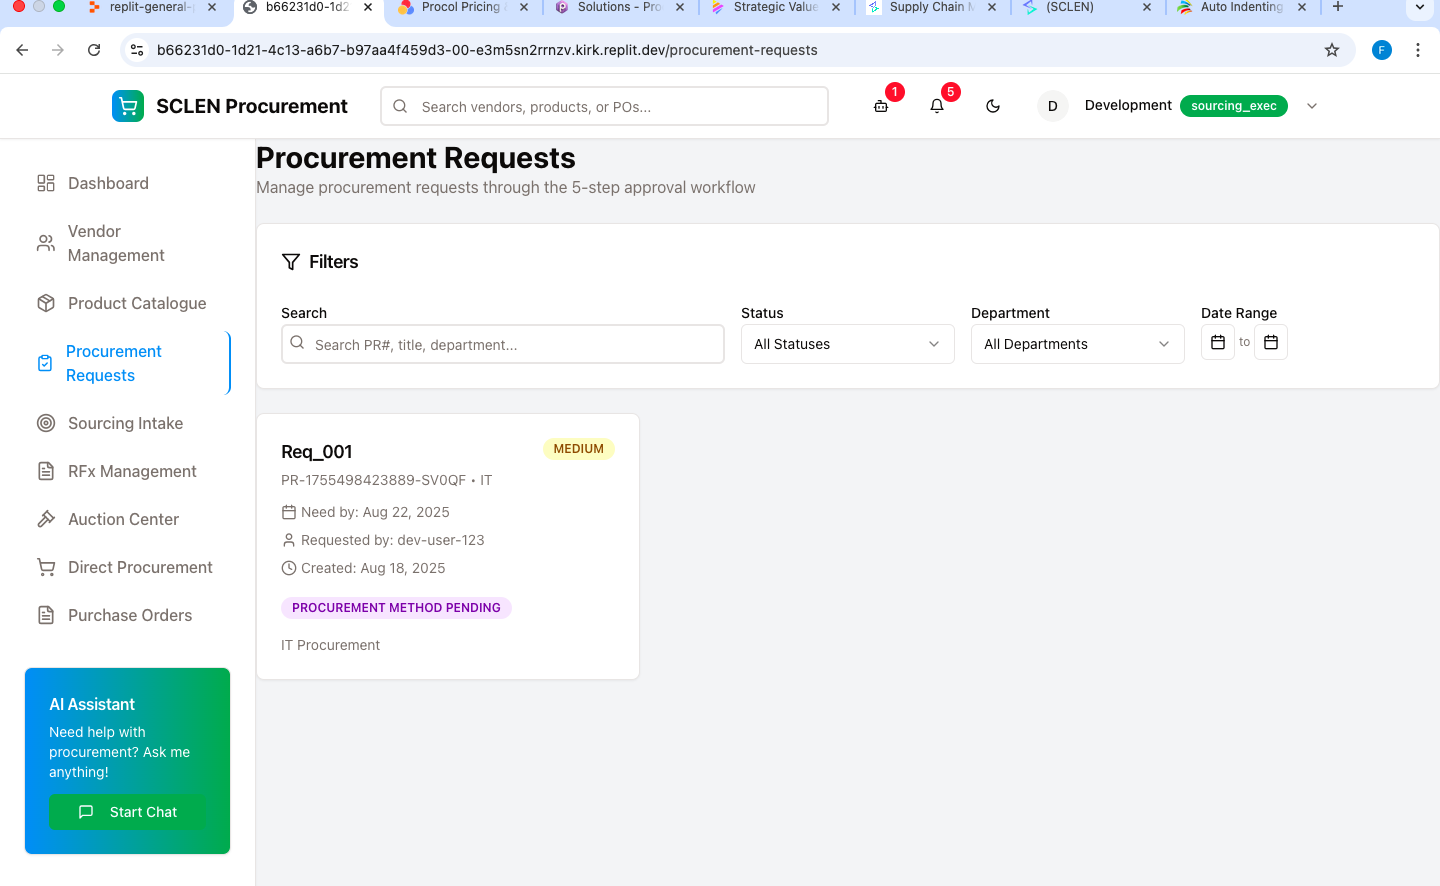 replit-general-
b66231d0-1d2
Procol Pricing
Solutions - Pro
Strategic Value
Supply Chain M
(SCLEN)
Auto Indenting
b66231d0-1d21-4c13-a6b7-b97aa4f459d3-00-e3m5sn2rrnzv.kirk.replit.dev/procurement-requests
F
SCLEN Procurement
Search vendors, products, or POs...
1
5
D
Development
sourcing_exec
Dashboard
Vendor
Management
Product Catalogue
Procurement
Requests
Sourcing Intake
RFx Management
Auction Center
Direct Procurement
Purchase Orders
AI Assistant
Need help with
procurement? Ask me
anything!
Start Chat
Procurement Requests
Manage procurement requests through the 5-step approval workflow
Filters
Search
Search PR#, title, department...
Status
All Statuses
Department
All Departments
Date Range
to
Req_001
MEDIUM
PR-1755498423889-SV0QF • IT
Need by: Aug 22, 2025
Requested by: dev-user-123
Created: Aug 18, 2025
PROCUREMENT METHOD PENDING
IT Procurement